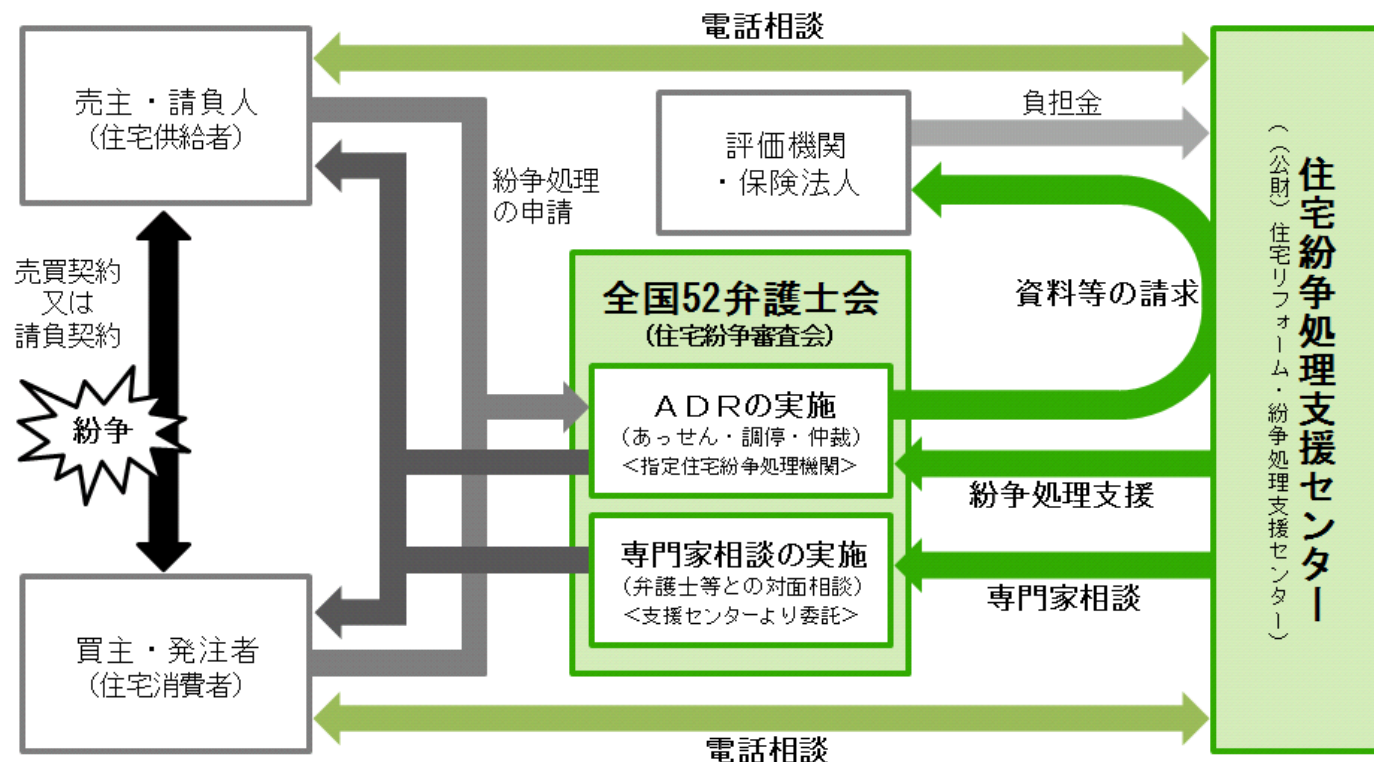 電話相談
売主・請負人
(住宅供給者)
評価機関
・保険法人
負担金
紛争処理
の申請
売買契約
又は
請負契約
紛争
全国52弁護士会
(住宅紛争審査会)
資料等の請求
ADRの実施
(あっせん・調停・仲裁)
<指定住宅紛争処理機関>
紛争処理支援
専門家相談の実施
(弁護士等との対面相談)
<支援センターより委託>
専門家相談
買主・発注者
(住宅消費者)
電話相談
住宅紛争処理支援センター
((公財)住宅リフォーム・紛争処理支援センター)